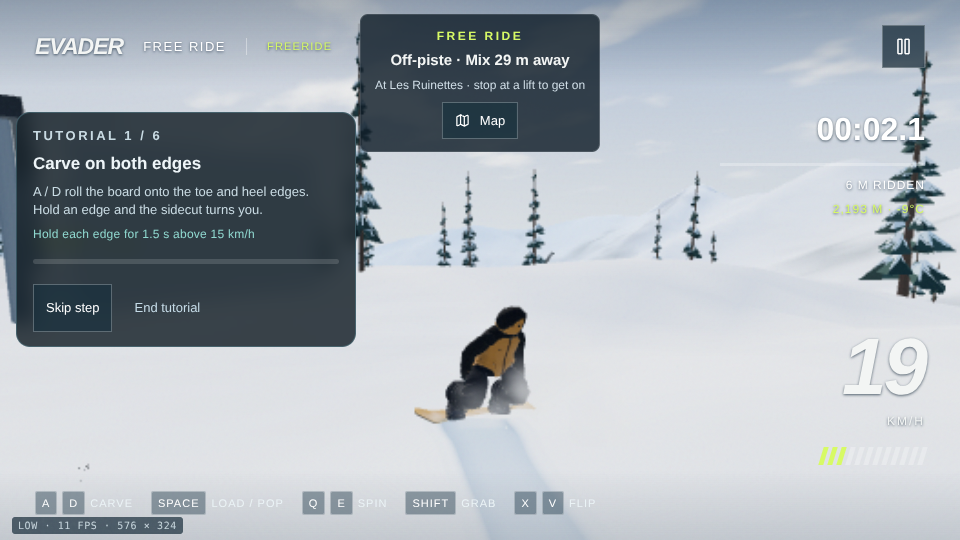 EVADER FREE RIDE FREERIDE
FREE RIDE
Off-piste · Mix 29 m away
At Les Ruinettes · stop at a lift to get on
Map
TUTORIAL 1 / 6
Carve on both edges
A / D roll the board onto the toe and heel edges.
Hold an edge and the sidecut turns you.
Hold each edge for 1.5 s above 15 km/h
Skip step End tutorial
00:02.1
6 M RIDDEN
2,193 M · 9°C
19
KM/H
A D CARVE SPACE LOAD / POP Q E SPIN SHIFT GRAB X V FLIP
LOW · 11 FPS · 576 × 324